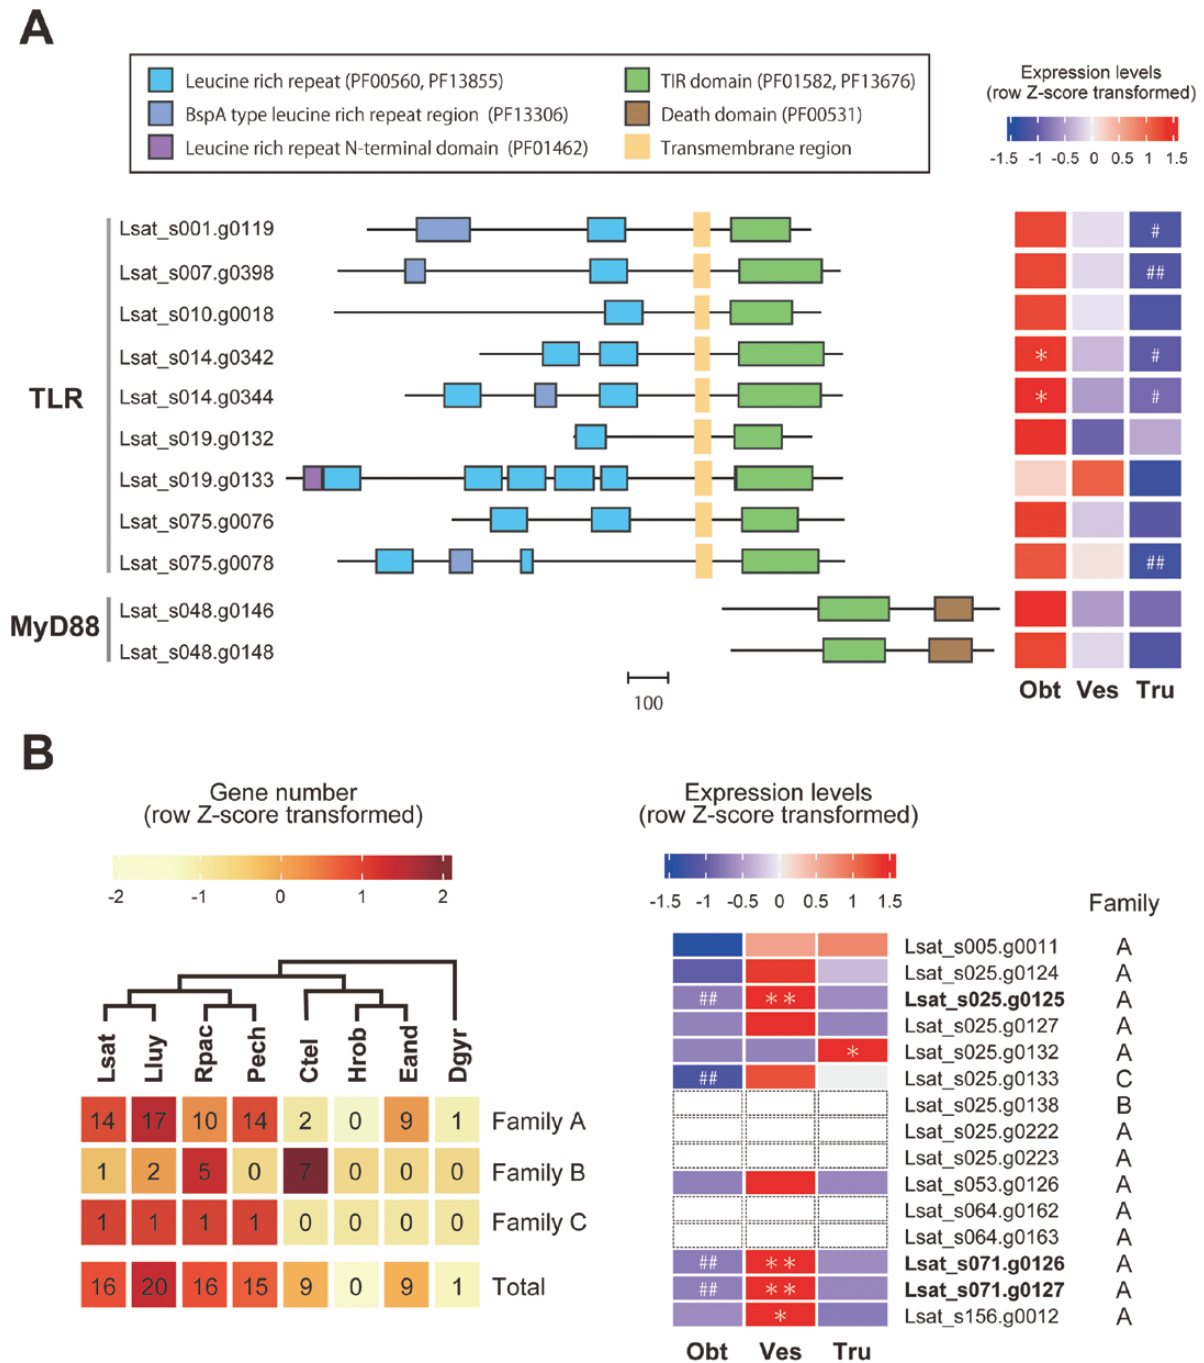 A
Leucine rich repeat (PF00560, PF13855)
BspA type leucine rich repeat region (PF13306)
Leucine rich repeat N-terminal domain (PF01462)
TIR domain (PF01582, PF13676)
Death domain (PF00531)
Transmembrane region
Expression levels
(row Z-score transformed)
-1.5 -1 -0.5 0 0.5 1 1.5
TLR
Lsat_s001.g0119 #
Lsat_s007.g0398 ##
Lsat_s010.g0018
Lsat_s014.g0342 * #
Lsat_s014.g0344 * #
Lsat_s019.g0132
Lsat_s019.g0133
Lsat_s075.g0076
Lsat_s075.g0078 ##
MyD88
Lsat_s048.g0146
Lsat_s048.g0148
100
Obt Ves Tru
B
Gene number
(row Z-score transformed)
-2 -1 0 1 2
Lsat Lluy Rpac Pech Ctel Hrob Eand Dgyr
14 17 10 14 2 0 9 1 Family A
1 2 5 0 7 0 0 0 Family B
1 1 1 1 0 0 0 0 Family C
16 20 16 15 9 0 9 1 Total
Expression levels
(row Z-score transformed)
-1.5 -1 -0.5 0 0.5 1 1.5
Family
Lsat_s005.g0011 A
Lsat_s025.g0124 A
## ** Lsat_s025.g0125 A
Lsat_s025.g0127 A
* Lsat_s025.g0132 A
## Lsat_s025.g0133 C
Lsat_s025.g0138 B
Lsat_s025.g0222 A
Lsat_s025.g0223 A
Lsat_s053.g0126 A
Lsat_s064.g0162 A
Lsat_s064.g0163 A
## ** Lsat_s071.g0126 A
## ** Lsat_s071.g0127 A
* Lsat_s156.g0012 A
Obt Ves Tru